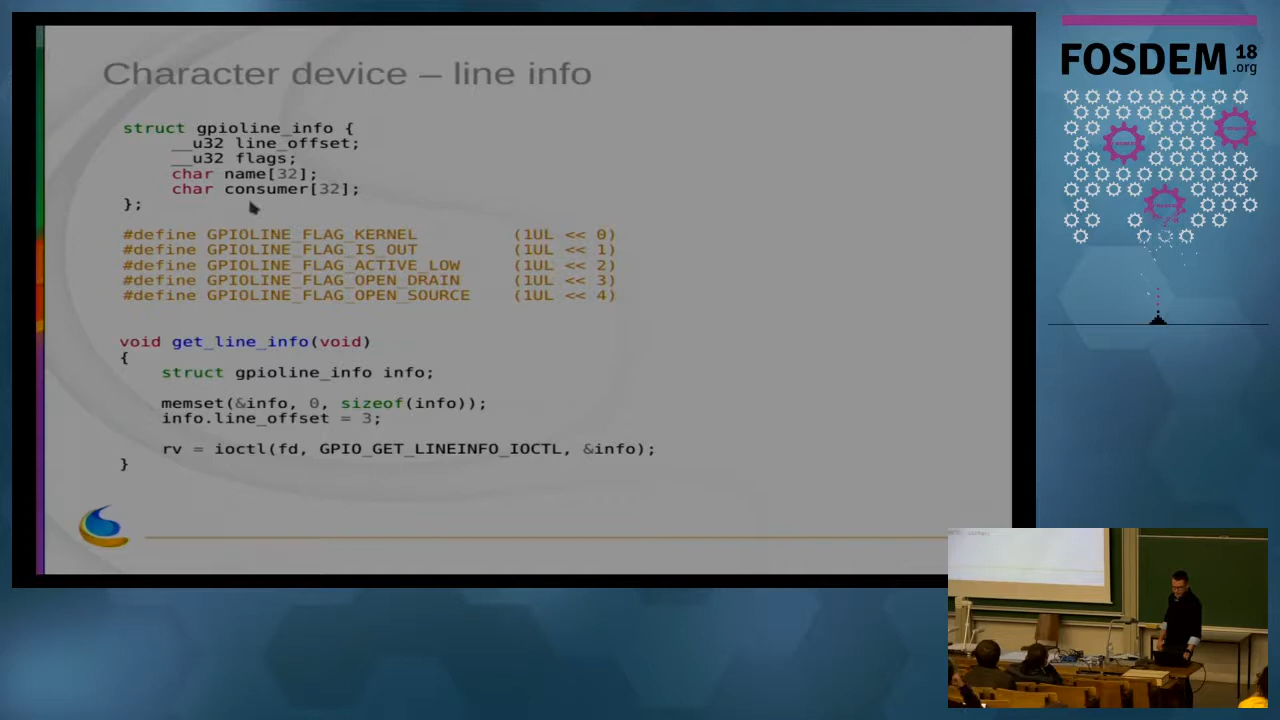 Character device – line info
struct gpioline_info {
__u32 line_offset;
__u32 flags;
char name[32];
char consumer[32];
};
#define GPIOLINE_FLAG_KERNEL (1UL << 0)
#define GPIOLINE_FLAG_IS_OUT (1UL << 1)
#define GPIOLINE_FLAG_ACTIVE_LOW (1UL << 2)
#define GPIOLINE_FLAG_OPEN_DRAIN (1UL << 3)
#define GPIOLINE_FLAG_OPEN_SOURCE (1UL << 4)
void get_line_info(void)
{
struct gpioline_info info;
memset(&info, 0, sizeof(info));
info.line_offset = 3;
rv = ioctl(fd, GPIO_GET_LINEINFO_IOCTL, &info);
}
FOSDEM 18
.org